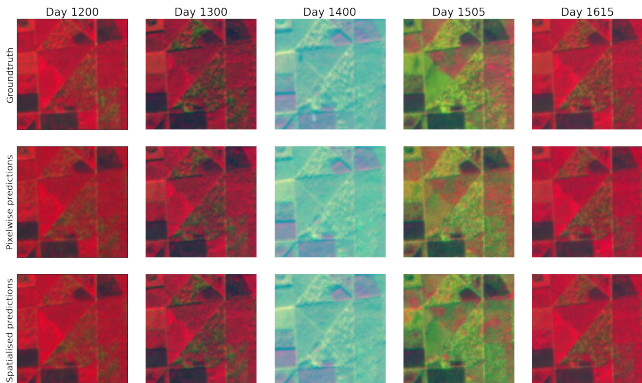 Day 1200 Day 1300 Day 1400 Day 1505 Day 1615
Groundtruth
Pixelwise predictions
Spatialised predictions